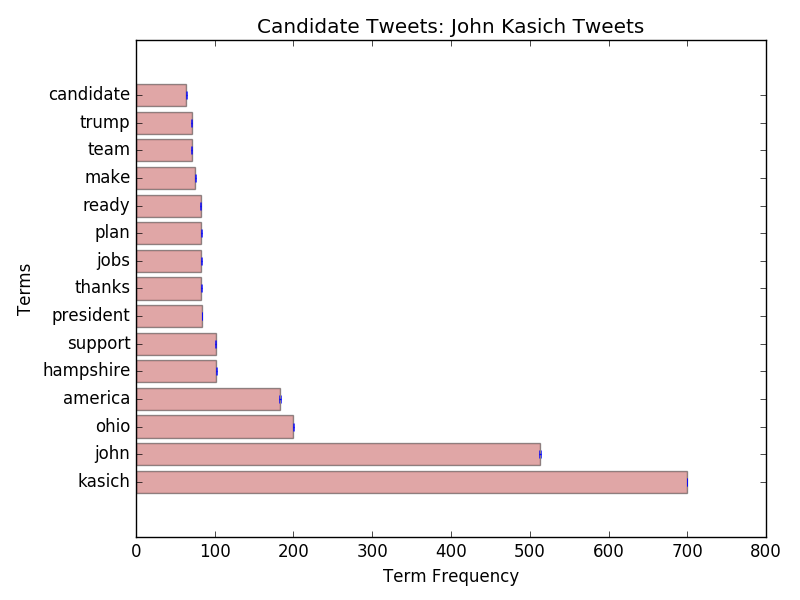 Candidate Tweets: John Kasich Tweets
Terms
candidate
trump
team
make
ready
plan
jobs
thanks
president
support
hampshire
america
ohio
john
kasich
0 100 200 300 400 500 600 700 800
Term Frequency